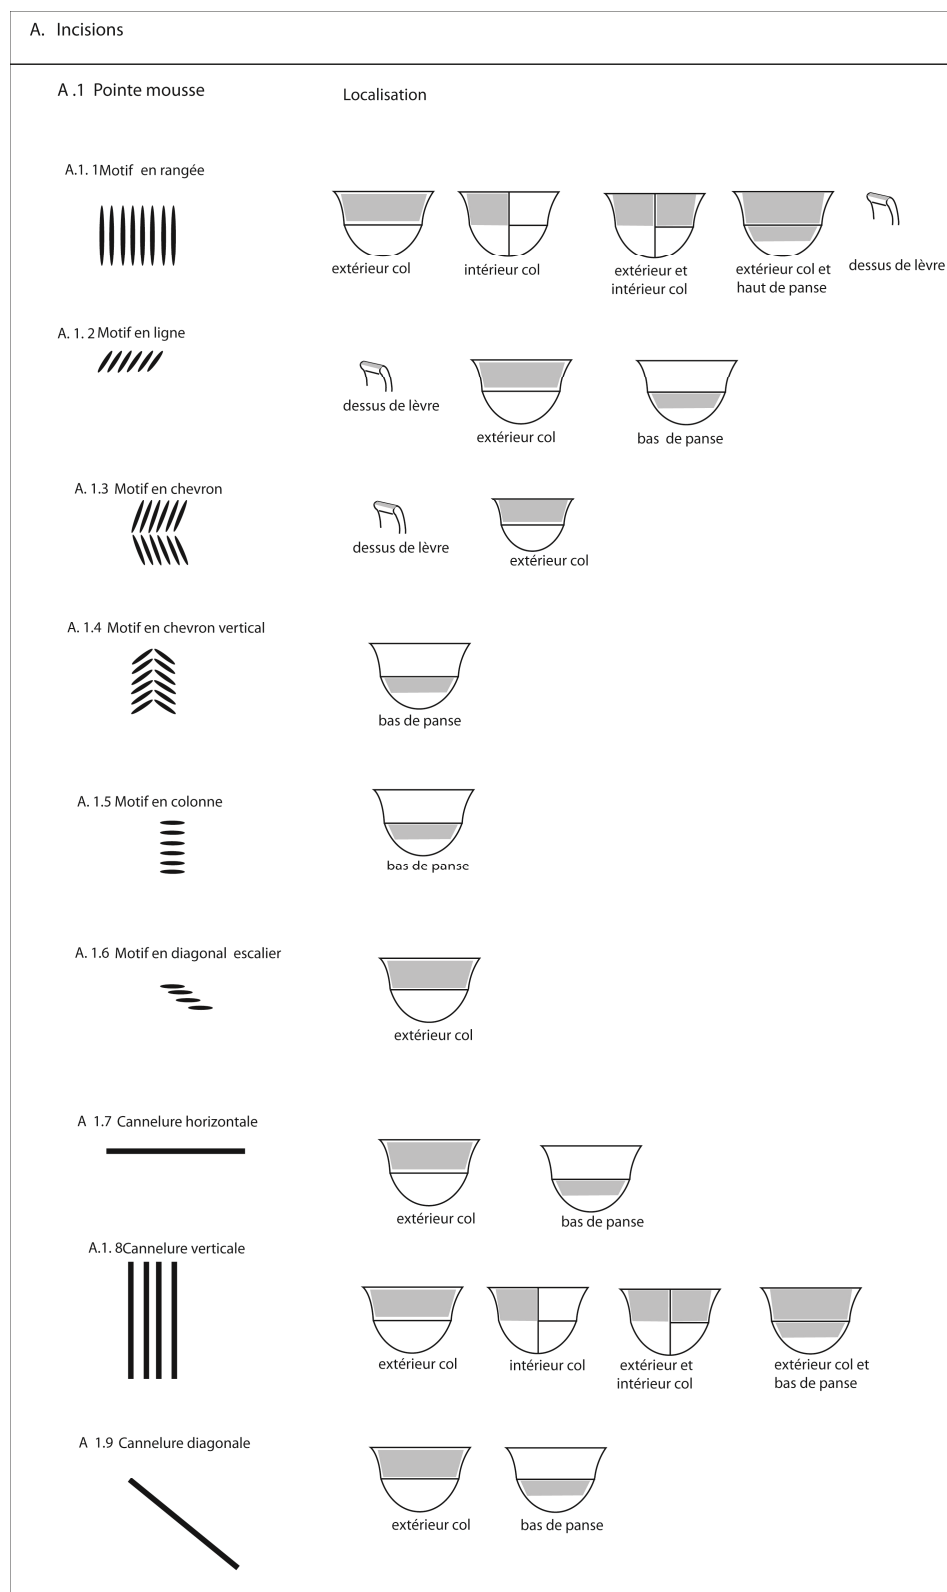 A. Incisions
A .1 Pointe mousse
Localisation
A.1. 1Motif en rangée
extérieur col
intérieur col
extérieur et
intérieur col
extérieur col et
haut de panse
dessus de lèvre
A. 1. 2 Motif en ligne
dessus de lèvre
extérieur col
bas de panse
A. 1.3 Motif en chevron
dessus de lèvre
extérieur col
A. 1.4 Motif en chevron vertical
bas de panse
A. 1.5 Motif en colonne
bas de panse
A. 1.6 Motif en diagonal escalier
extérieur col
A 1.7 Cannelure horizontale
extérieur col
bas de panse
A.1. 8Cannelure verticale
extérieur col
intérieur col
extérieur et
intérieur col
extérieur col et
bas de panse
A 1.9 Cannelure diagonale
extérieur col
bas de panse